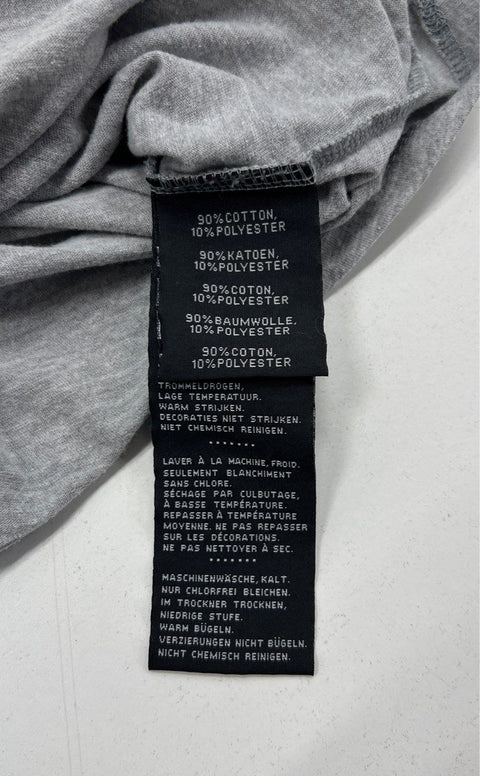 90%COTTON,
10%POLYESTER
90%KATOEN,
10%POLYESTER
90%COTON,
10%POLYESTER
90%BAUMWOLLE,
10%POLYESTER
90%COTON,
10%POLYESTER
TROMMELDROGEN,
LAGE TEMPERATUUR.
WARM STRIJKEN.
DECORATIES NIET STRIJKEN.
NIET CHEMISCH REINIGEN.
*******
LAVER À LA MACHINE, FROID.
SEULEMENT BLANCHIMENT
SANS CHLORE.
SÉCHAGE PAR CULBUTAGE,
À BASSE TEMPÉRATURE.
REPASSER À TEMPÉRATURE
MOYENNE. NE PAS REPASSER
SUR LES DÉCORATIONS.
NE PAS NETTOYER À SEC.
*******
MASCHINENWÄSCHE, KALT.
NUR CHLORFREI BLEICHEN.
IM TROCKNER TROCKNEN,
NIEDRIGE STUFE.
WARM BÜGELN.
VERZIERUNGEN NICHT BÜGELN.
NICHT CHEMISCH REINIGEN.